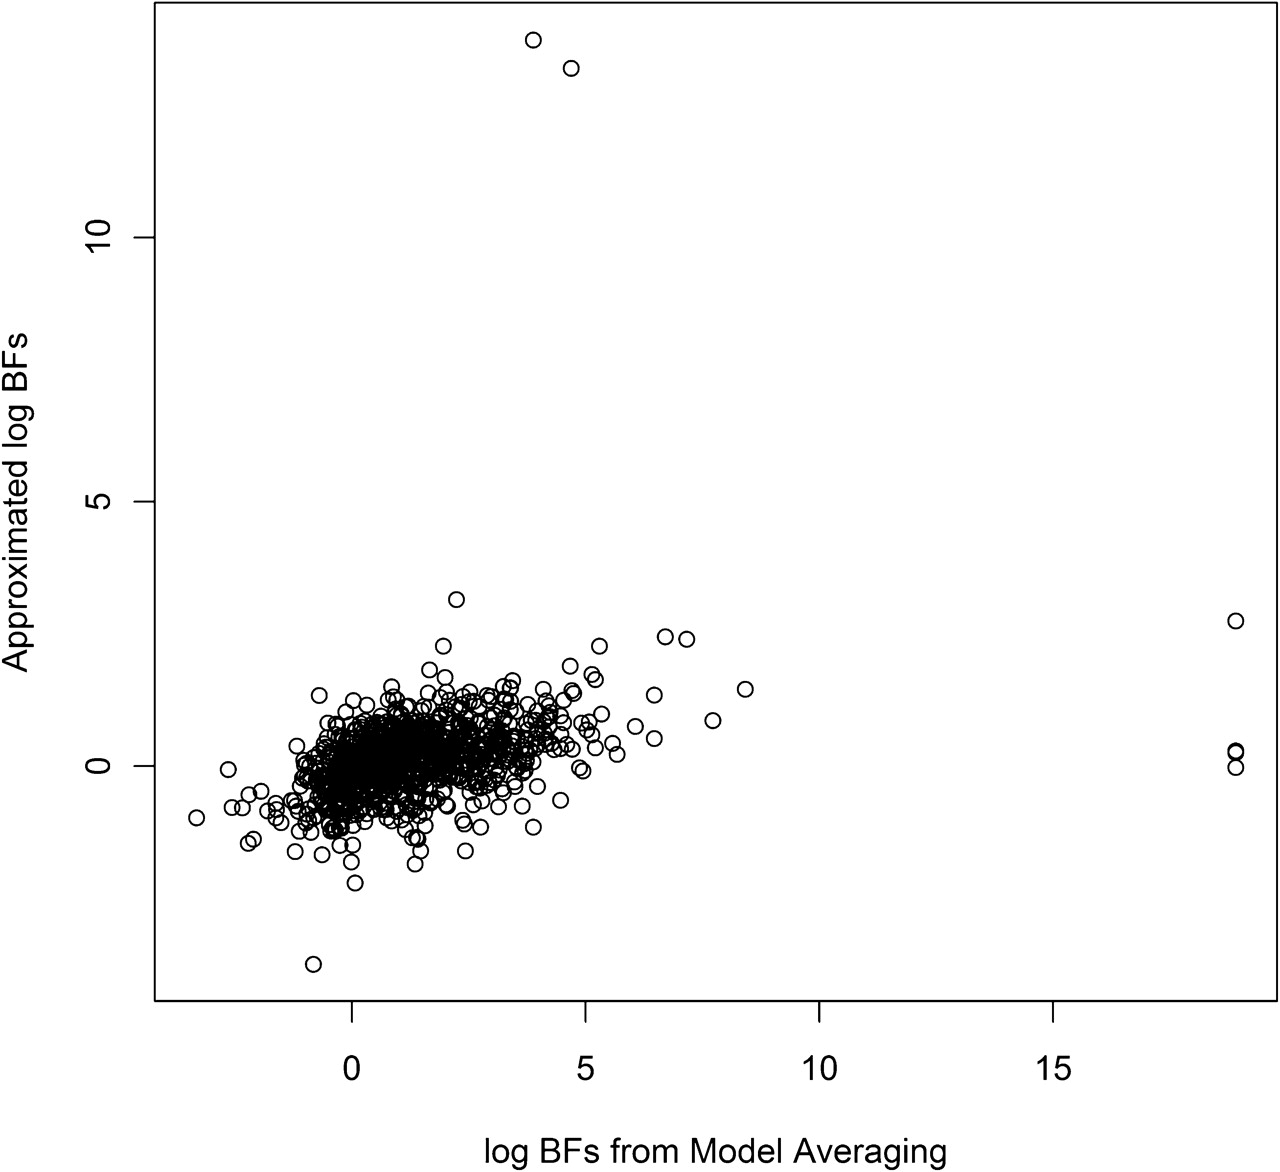 Approximated log BFs
10
5
0
0 5 10 15
log BFs from Model Averaging